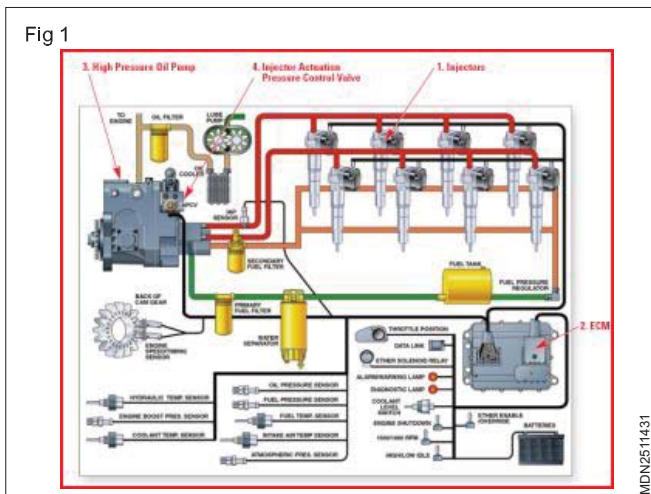 Fig 1
3. High Pressure Oil Pump
4. Injector Actuation
Pressure Control Valve
1. Injectors
TO
ENGINE
OIL FILTER
LUBE
PUMP
OIL
COOLER
IAPCV
IAP
SENSOR
SECONDARY
FUEL FILTER
FUEL TANK
FUEL PRESSURE
REGULATOR
BACK OF
CAM GEAR
PRIMARY
FUEL FILTER
WATER
SEPARATOR
ENGINE
SPEED/TIMING
SENSOR
THROTTLE POSITION
DATA LINK
2. ECM
ETHER SOLENOID RELAY
ALARM/WARNING LAMP
DIAGNOSTIC LAMP
COOLANT
LEVEL
SWITCH
ENGINE SHUTDOWN
ETHER ENABLE
/OVERRIDE
BATTERIES
RPM
HIGH/LOW IDLE
HYDRAULIC TEMP. SENSOR
ENGINE BOOST PRES. SENSOR
COOLANT TEMP. SENSOR
OIL PRESSURE SENSOR
FUEL PRESSURE SENSOR
FUEL TEMP. SENSOR
INTAKE AIR TEMP SENSOR
ATMOSPHERIC PRES. SENSOR
MDN2511431